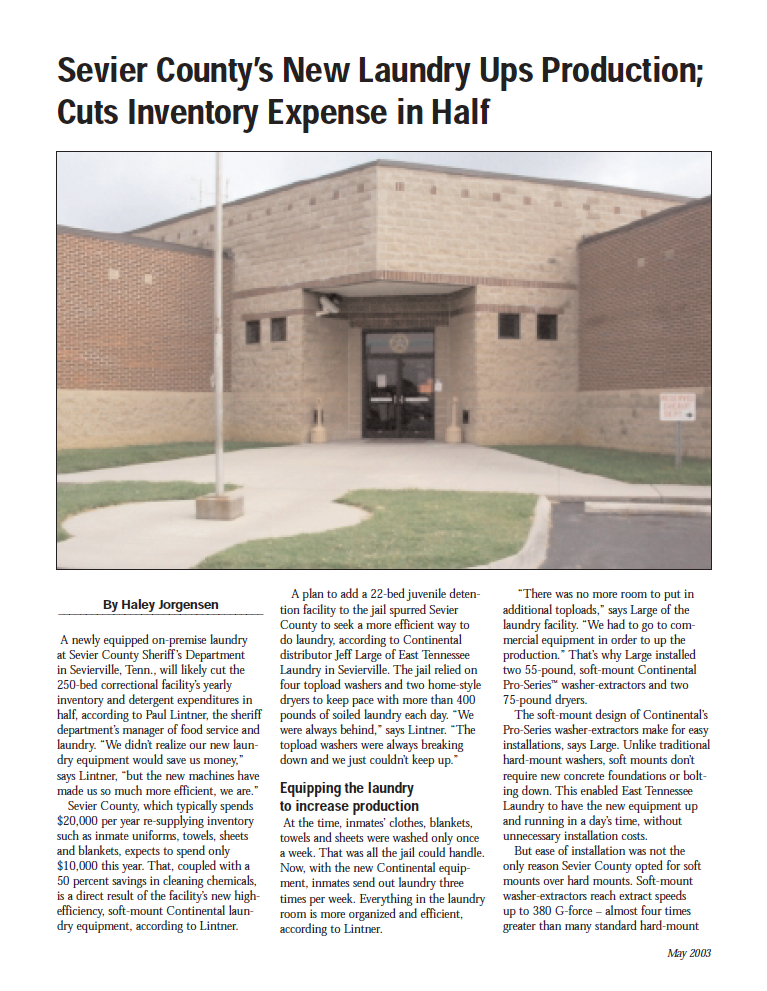 Sevier County's New Laundry Ups Production;
Cuts Inventory Expense in Half
By Haley Jorgensen
A newly equipped on-premise laundry
at Sevier County Sheriff's Department
in Sevierville, Tenn., will likely cut the
250-bed correctional facility's yearly
inventory and detergent expenditures in
half, according to Paul Lintner, the sheriff
department's manager of food service and
laundry. “We didn't realize our new laun-
dry equipment would save us money,”
says Lintner, “but the new machines have
made us so much more efficient, we are.”
Sevier County, which typically spends
$20,000 per year re-supplying inventory
such as inmate uniforms, towels, sheets
and blankets, expects to spend only
$10,000 this year. That, coupled with a
50 percent savings in cleaning chemicals,
is a direct result of the facility's new high-
efficiency, soft-mount Continental laun-
dry equipment, according to Lintner.
A plan to add a 22-bed juvenile deten-
tion facility to the jail spurred Sevier
County to seek a more efficient way to
do laundry, according to Continental
distributor Jeff Large of East Tennessee
Laundry in Sevierville. The jail relied on
four topload washers and two home-style
dryers to keep pace with more than 400
pounds of soiled laundry each day. “We
were always behind,” says Lintner. “The
topload washers were always breaking
down and we just couldn't keep up.”
Equipping the laundry
to increase production
At the time, inmates' clothes, blankets,
towels and sheets were washed only once
a week. That was all the jail could handle.
Now, with the new Continental equip-
ment, inmates send out laundry three
times per week. Everything in the laundry
room is more organized and efficient,
according to Lintner.
“There was no more room to put in
additional toploads,” says Large of the
laundry facility. “We had to go to com-
mercial equipment in order to up the
production.” That's why Large installed
two 55-pound, soft-mount Continental
Pro-Series™ washer-extractors and two
75-pound dryers.
The soft-mount design of Continental's
Pro-Series washer-extractors make for easy
installations, says Large. Unlike traditional
hard-mount washers, soft mounts don't
require new concrete foundations or bolt-
ing down. This enabled East Tennessee
Laundry to have the new equipment up
and running in a day's time, without
unnecessary installation costs.
But ease of installation was not the
only reason Sevier County opted for soft
mounts over hard mounts. Soft-mount
washer-extractors reach extract speeds
up to 380 G-force – almost four times
greater than many standard hard-mount
May 2003